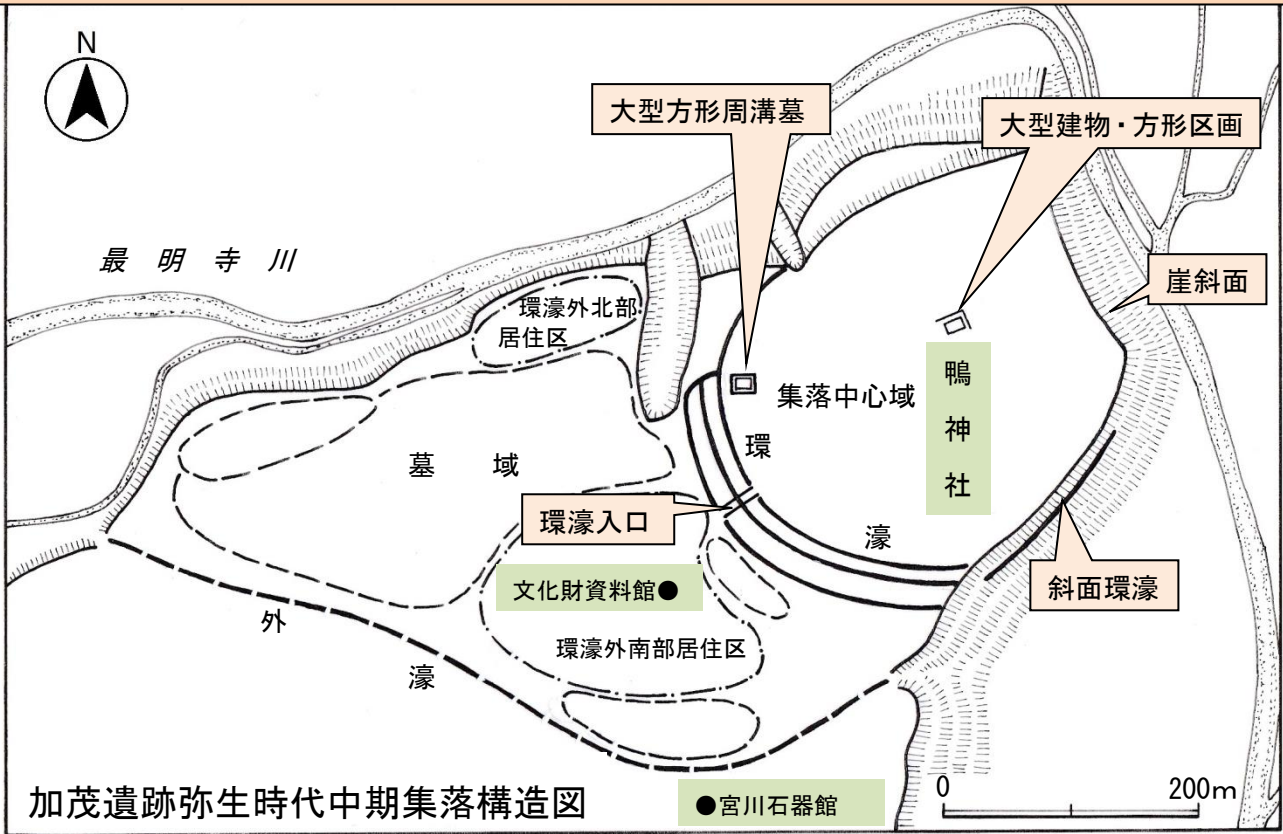 N
大型方形周溝墓
大型建物・方形区画
最明寺川
崖斜面
環濠外北部
居住区
鴨神社
集落中心域
環濠
墓域
環濠入口
斜面環濠
文化財資料館●
外濠
環濠外南部居住区
加茂遺跡弥生時代中期集落構造図
●宮川石器館
0 200m